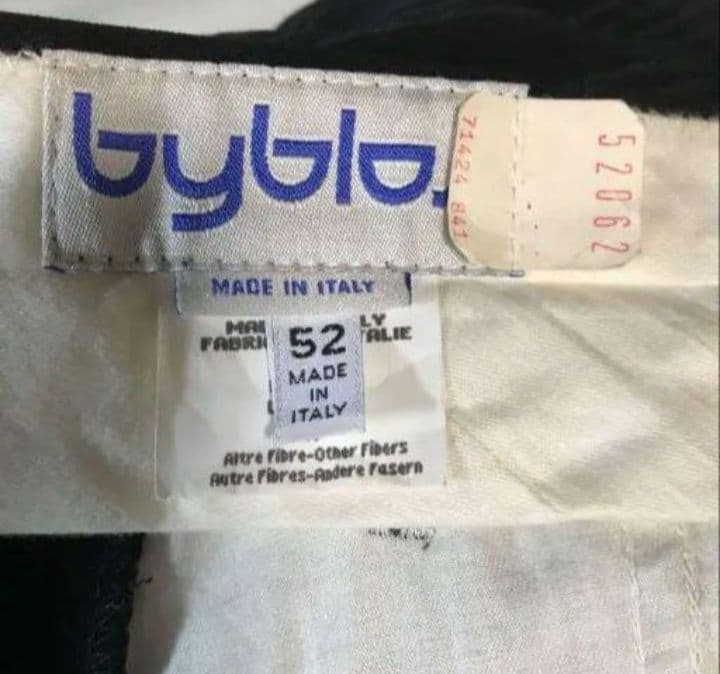 byblo
52062
71424 841
MADE IN ITALY
52
MADE
IN
ITALY
Altre Fibre-Other Fibers
Autre Fibres-Andere Fasern